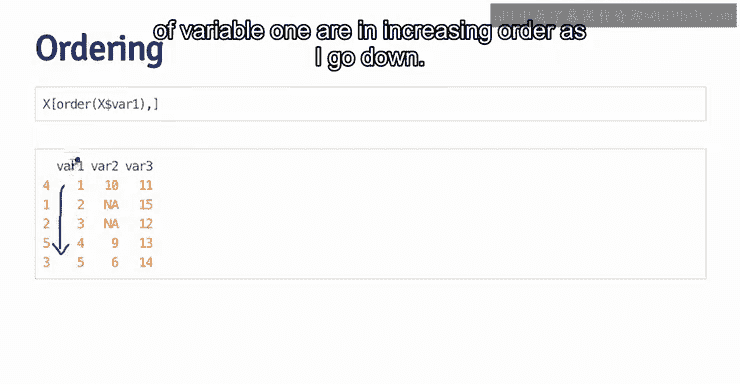 of variable one are in increasing order as
I go down.
Ordering
X[order(X$var1),]
var1 var2 var3
4 1 10 11
1 2 NA 15
2 3 NA 12
5 4 9 13
3 5 6 14